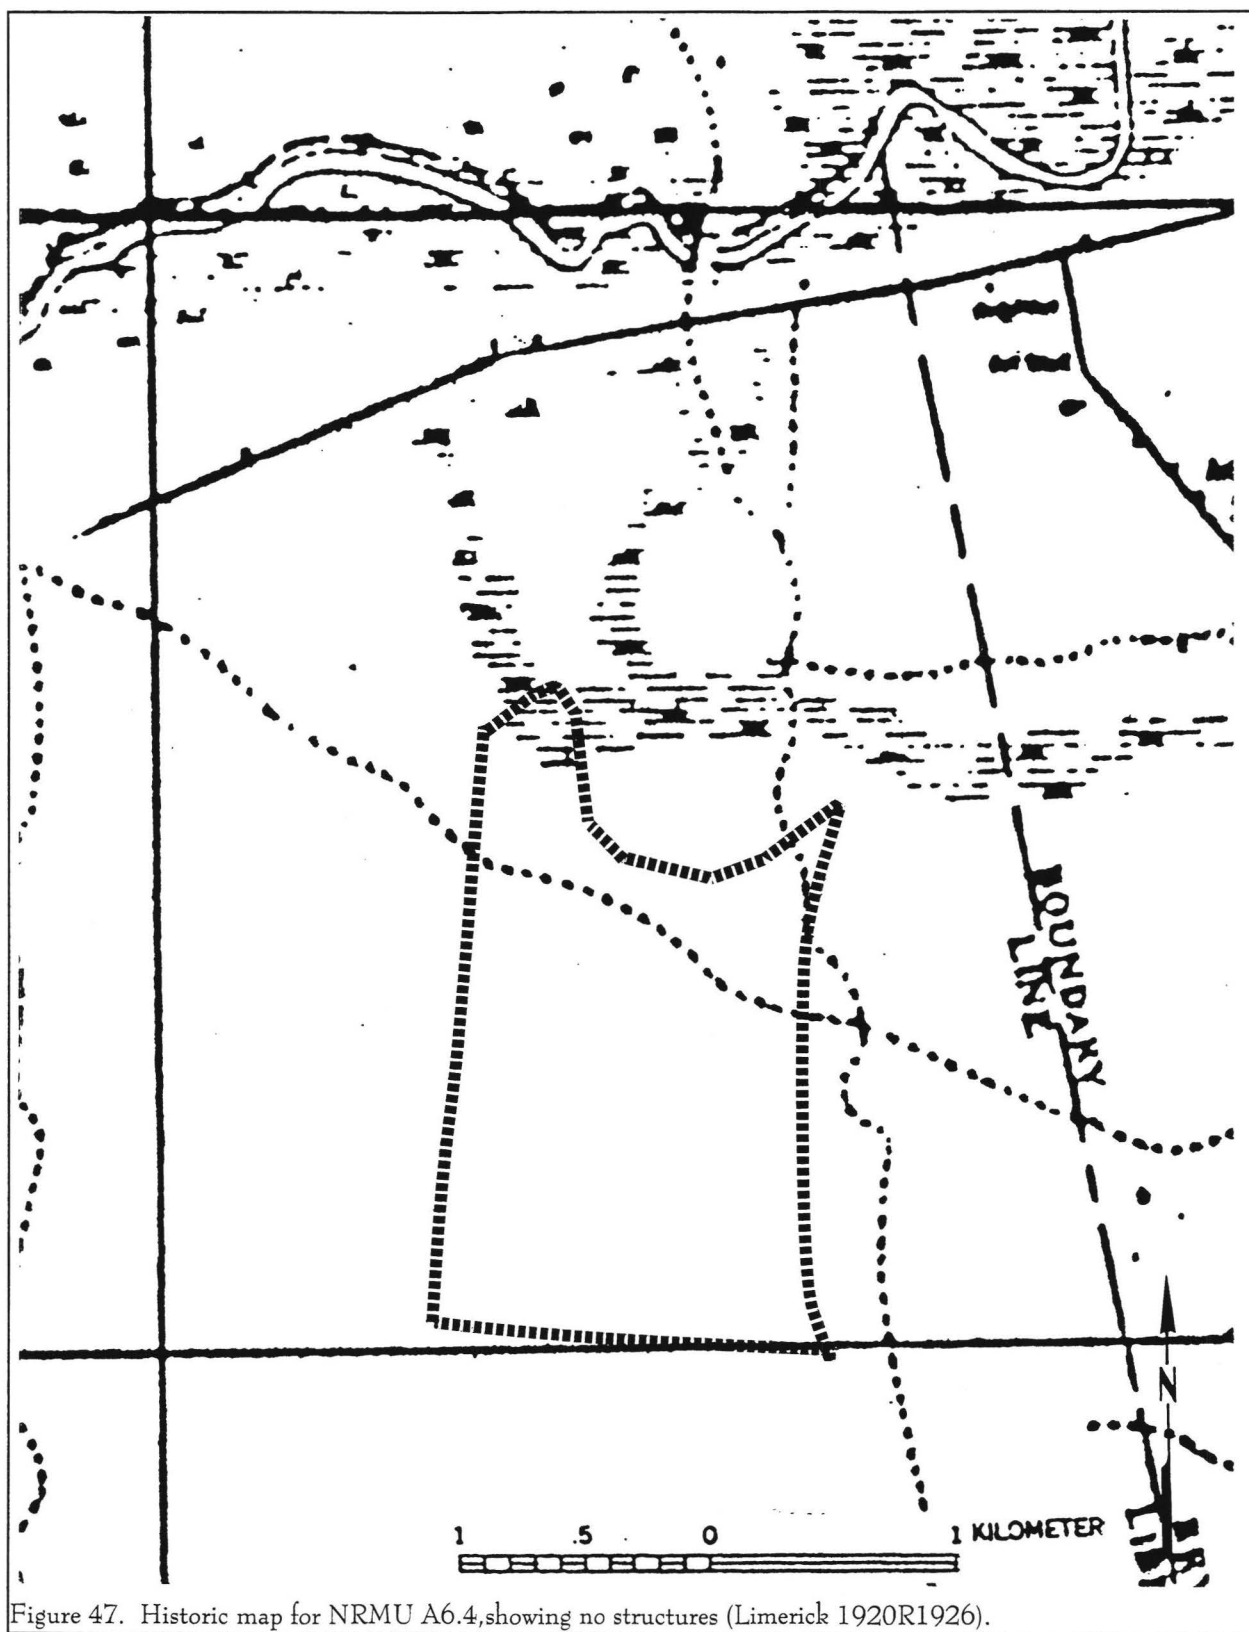 L
BOUNDARY
LINE
N
1 .5 0 1 KILOMETER
Figure 47. Historic map for NRMU A6.4,showing no structures (Limerick 1920R1926).